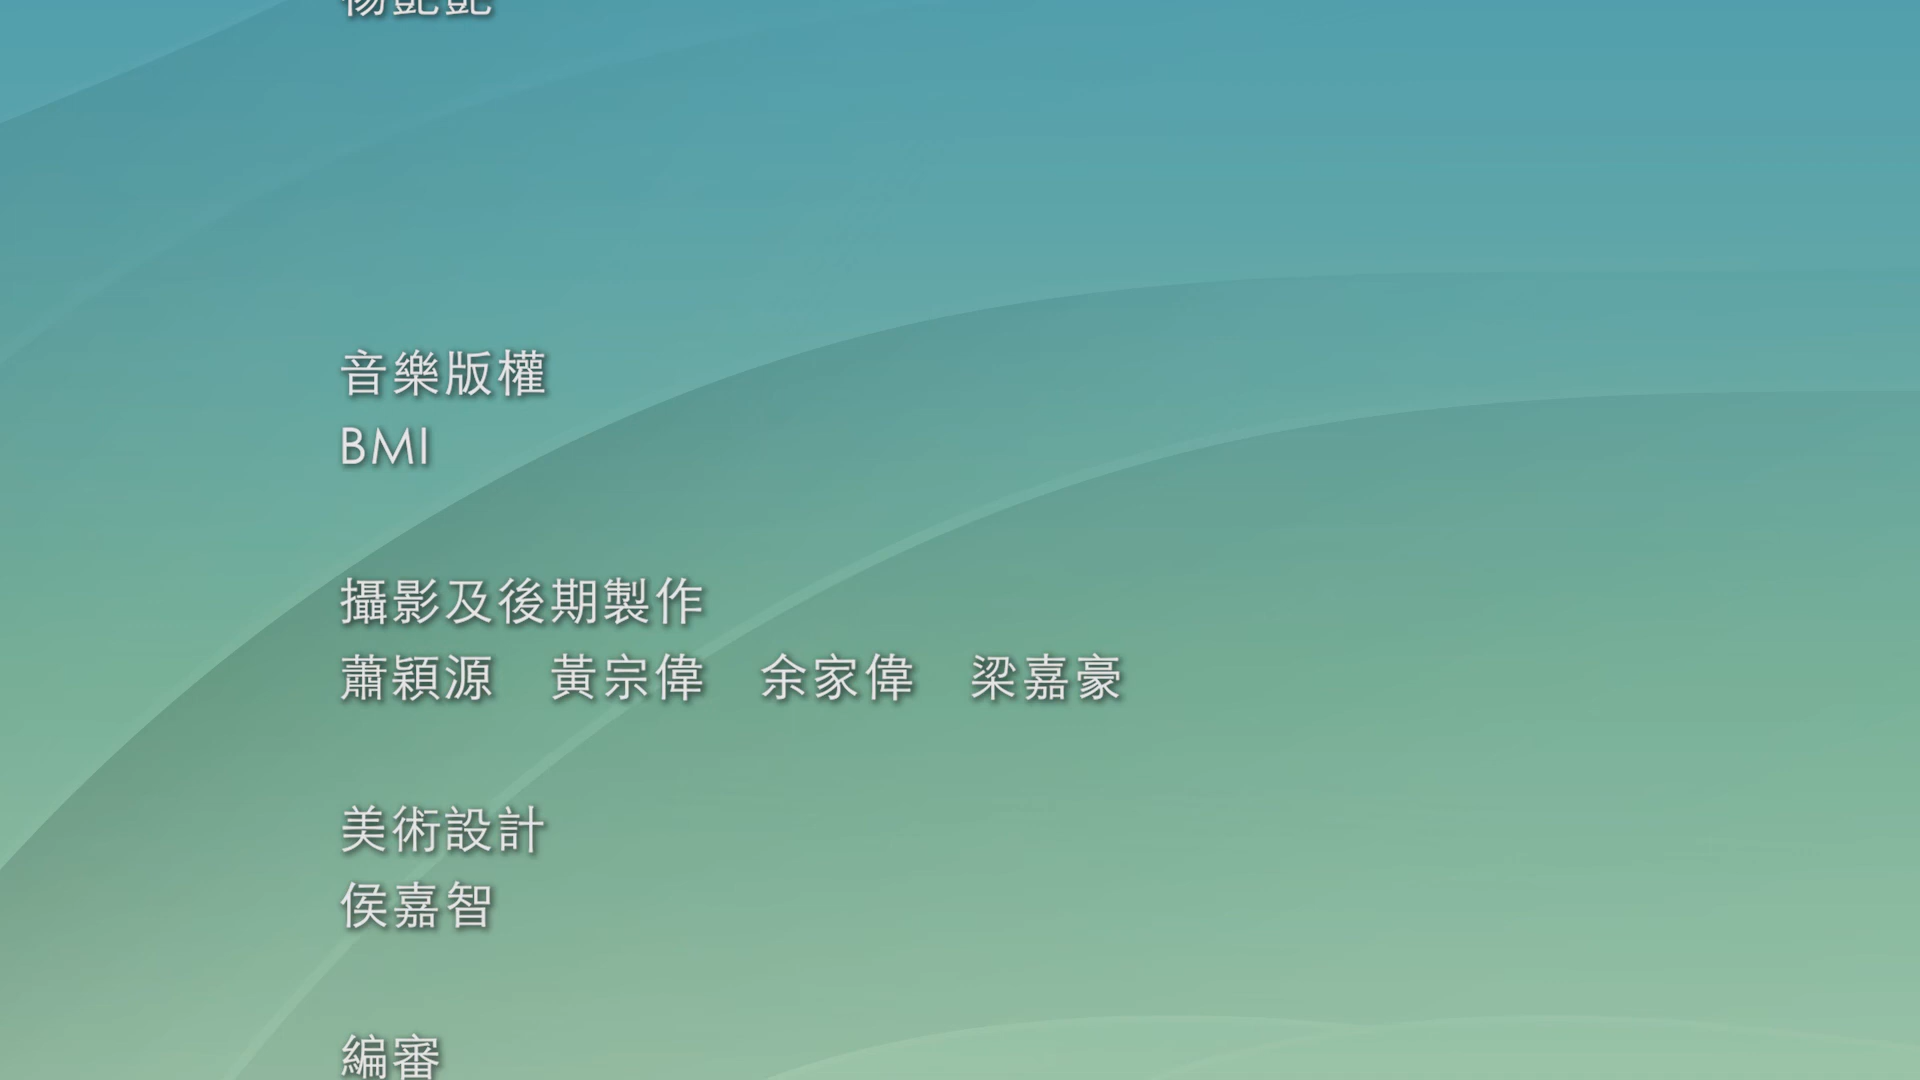 音樂版權
BMI
攝影及後期製作
蕭穎源 黃宗偉 余家偉 梁嘉豪
美術設計
侯嘉智
編審